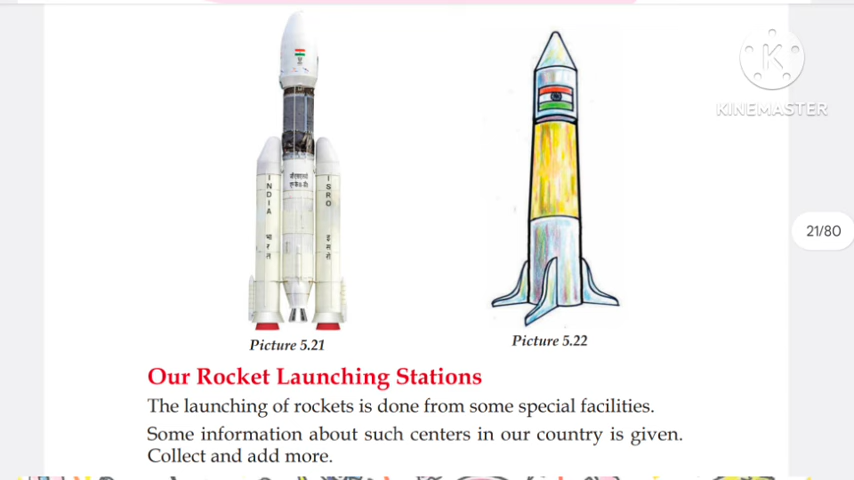 KINEMASTER
INDIA
ISRO
भारत
इसरो
21/80
Picture 5.21
Picture 5.22
Our Rocket Launching Stations
The launching of rockets is done from some special facilities.
Some information about such centers in our country is given.
Collect and add more.